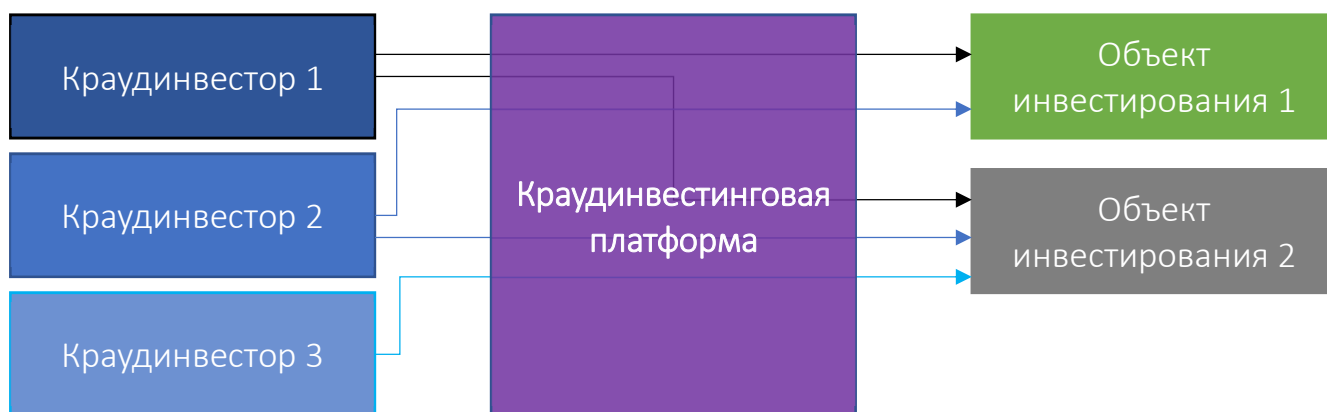 Краудинвестор 1
Краудинвестор 2
Краудинвестор 3
Краудинвестинговая
платформа
Объект
инвестирования 1
Объект
инвестирования 2